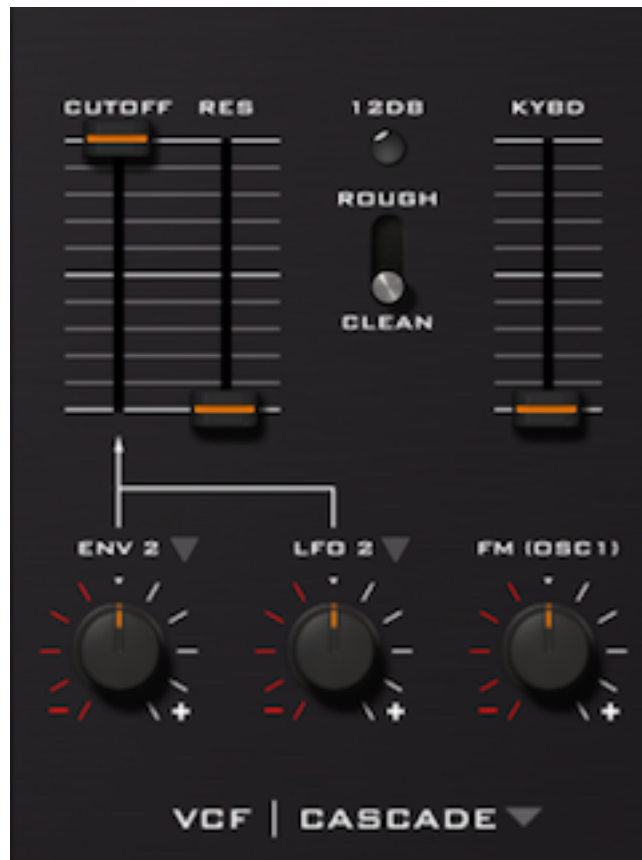 CUTOFF RES 12DB KYBD
ROUGH
CLEAN
ENV 2 LFO 2 FM (OSC1)
- + - + - +
VCF | CASCADE